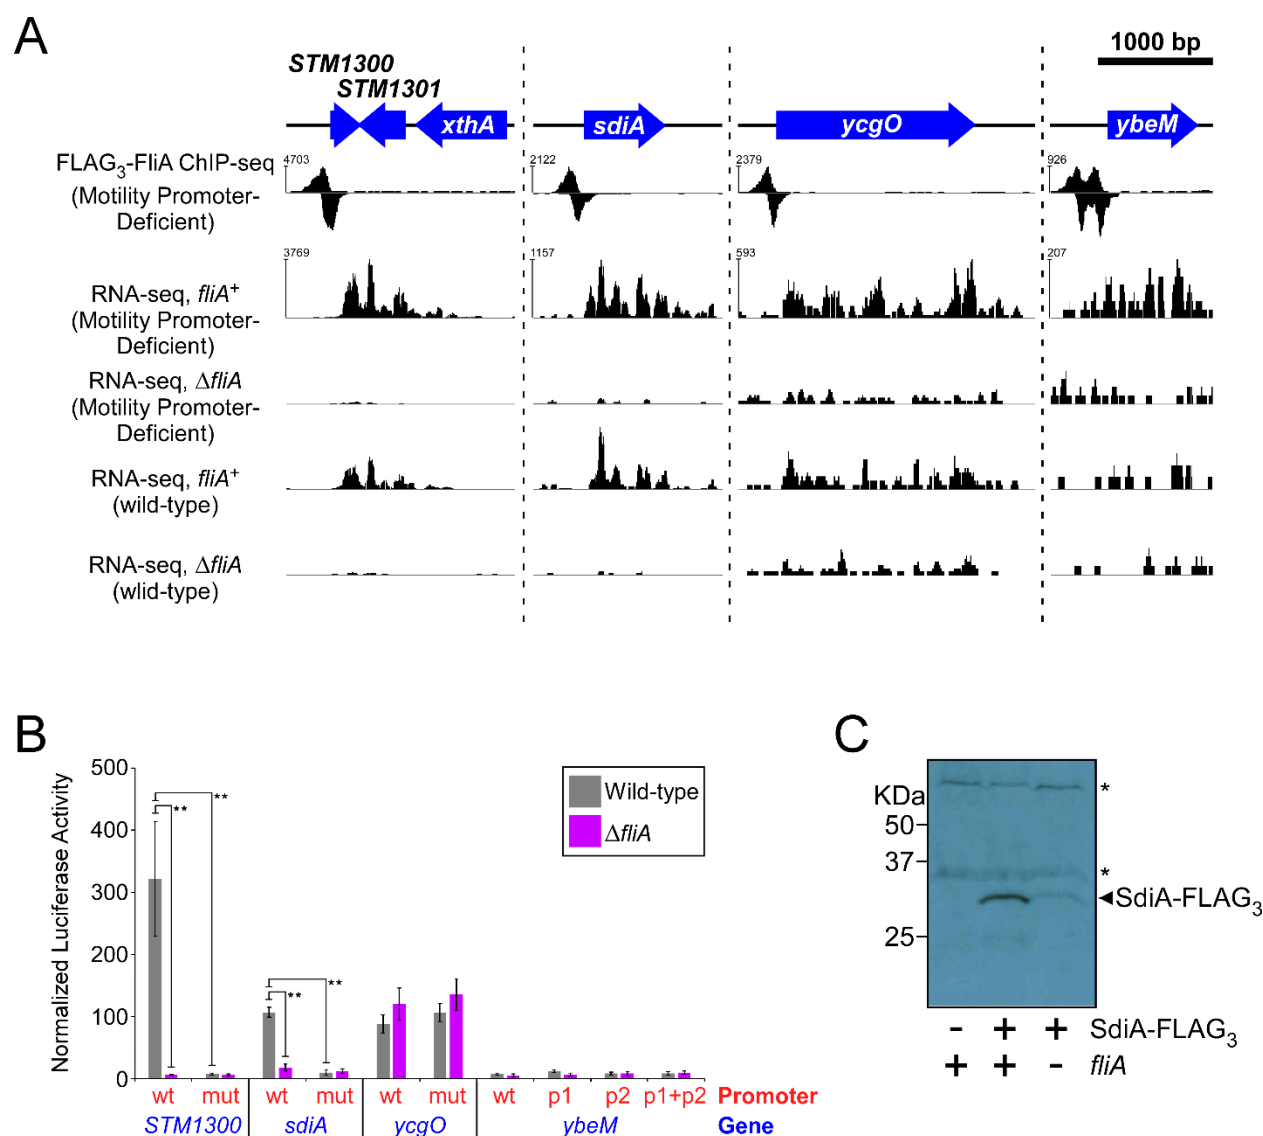 A
1000 bp
STM1300
STM1301
xthA
sdiA
ycgO
ybeM
FLAG3-FliA ChIP-seq
(Motility Promoter-
Deficient)
4703
2122
2379
926
RNA-seq, fliA+
(Motility Promoter-
Deficient)
3769
1157
593
207
RNA-seq, ΔfliA
(Motility Promoter-
Deficient)
RNA-seq, fliA+
(wild-type)
RNA-seq, ΔfliA
(wlid-type)
B
Normalized Luciferase Activity
500
400
300
200
100
0
**
**
**
**
Wild-type
ΔfliA
wt mut wt mut wt mut wt p1 p2 p1+p2 Promoter
STM1300 sdiA ycgO ybeM Gene
C
KDa
50
37
25
*
*
SdiA-FLAG3
- + + SdiA-FLAG3
+ + - fliA